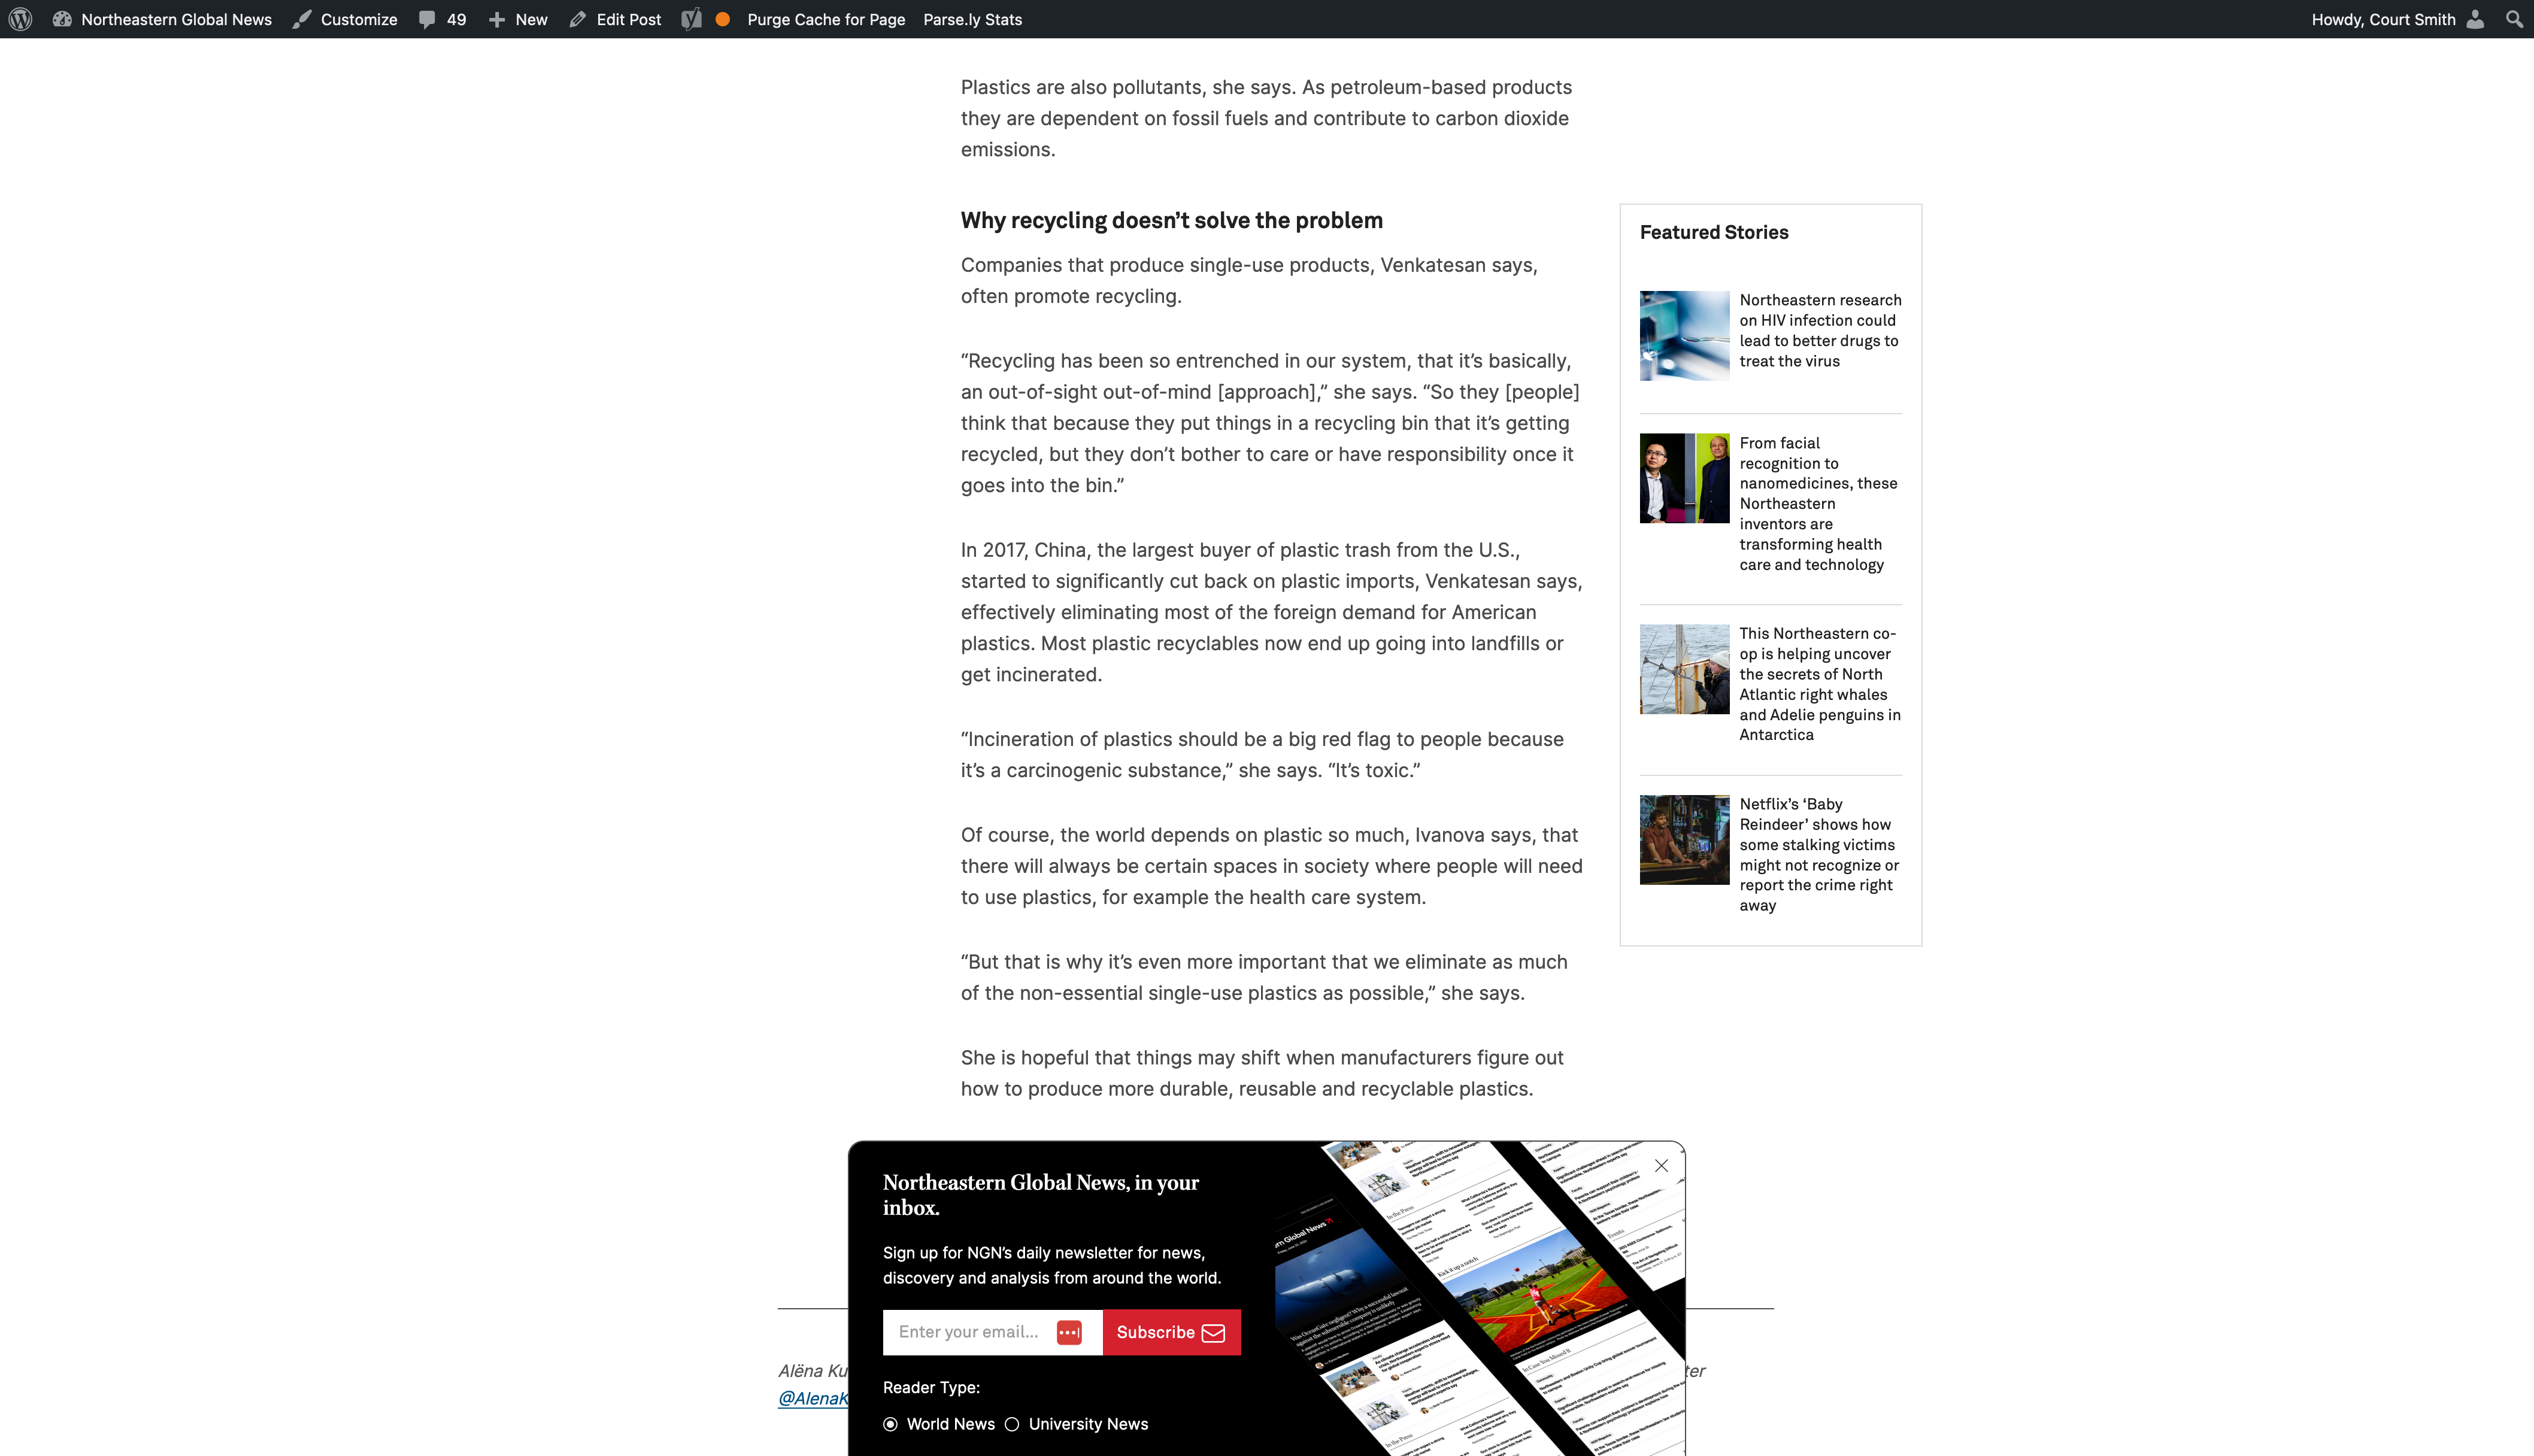 Northeastern Global News Customize 49 New Edit Post Purge Cache for Page Parse.ly Stats Howdy, Court Smith
Plastics are also pollutants, she says. As petroleum-based products
they are dependent on fossil fuels and contribute to carbon dioxide
emissions.
Why recycling doesn’t solve the problem
Companies that produce single-use products, Venkatesan says,
often promote recycling.
“Recycling has been so entrenched in our system, that it’s basically,
an out-of-sight out-of-mind [approach],” she says. “So they [people]
think that because they put things in a recycling bin that it’s getting
recycled, but they don’t bother to care or have responsibility once it
goes into the bin.”
In 2017, China, the largest buyer of plastic trash from the U.S.,
started to significantly cut back on plastic imports, Venkatesan says,
effectively eliminating most of the foreign demand for American
plastics. Most plastic recyclables now end up going into landfills or
get incinerated.
“Incineration of plastics should be a big red flag to people because
it’s a carcinogenic substance,” she says. “It’s toxic.”
Of course, the world depends on plastic so much, Ivanova says, that
there will always be certain spaces in society where people will need
to use plastics, for example the health care system.
“But that is why it’s even more important that we eliminate as much
of the non-essential single-use plastics as possible,” she says.
She is hopeful that things may shift when manufacturers figure out
how to produce more durable, reusable and recyclable plastics.
Featured Stories
Northeastern research
on HIV infection could
lead to better drugs to
treat the virus
From facial
recognition to
nanomedicines, these
Northeastern
inventors are
transforming health
care and technology
This Northeastern co-
op is helping uncover
the secrets of North
Atlantic right whales
and Adelie penguins in
Antarctica
Netflix’s ‘Baby
Reindeer’ shows how
some stalking victims
might not recognize or
report the crime right
away
Northeastern Global News, in your
inbox.
Sign up for NGN’s daily newsletter for news,
discovery and analysis from around the world.
Enter your email...
Subscribe
Reader Type:
World News University News
In the Press
Kick it up a notch
In Case You Missed It
Events
In the Press
Alëna Ku
ter
@AlenaK